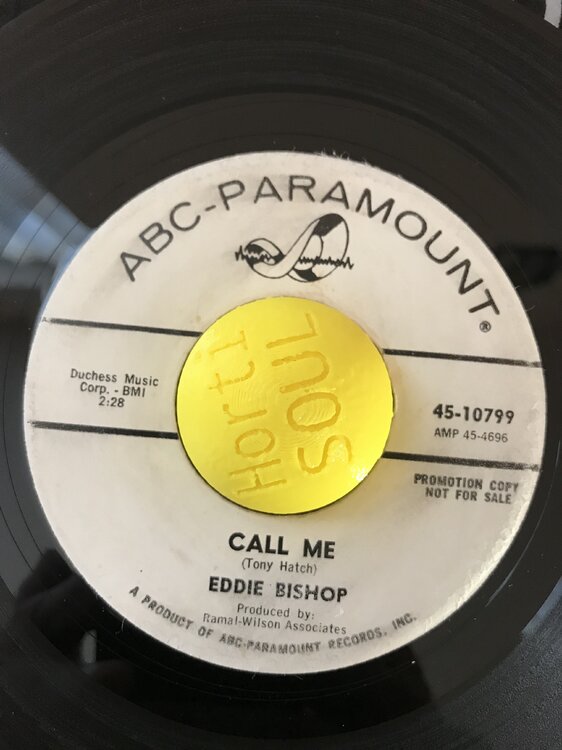 ABC-PARAMOUNT®
Duchess Music
Corp. - BMI
2:28
Horti
SOUL
45-10799
AMP 45-4696
PROMOTION COPY
NOT FOR SALE
CALL ME
(Tony Hatch)
EDDIE BISHOP
Produced by:
Ramal-Wilson Associates
A PRODUCT OF ABC-PARAMOUNT RECORDS, INC.